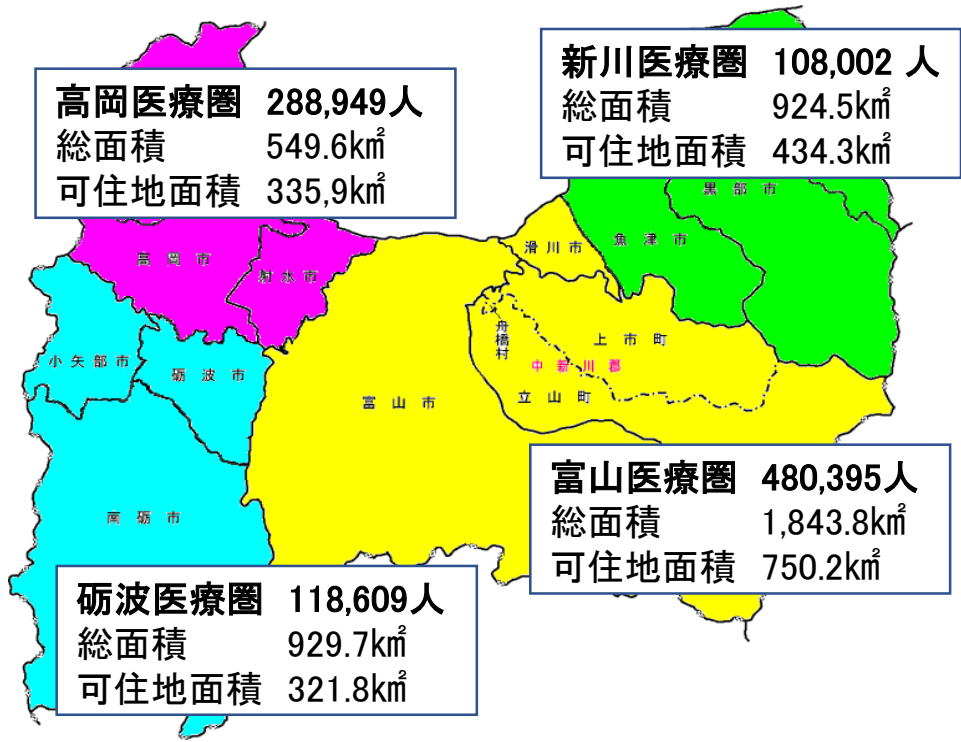 高岡医療圏 288,949人
総面積 549.6㎢
可住地面積 335,9㎢
新川医療圏 108,002 人
総面積 924.5㎢
可住地面積 434.3㎢
黒部市
魚津市
滑川市
高岡市
射水市
舟橋村
上市町
中新川郡
立山町
小矢部市
砺波市
富山市
南砺市
富山医療圏 480,395人
総面積 1,843.8㎢
可住地面積 750.2㎢
砺波医療圏 118,609人
総面積 929.7㎢
可住地面積 321.8㎢